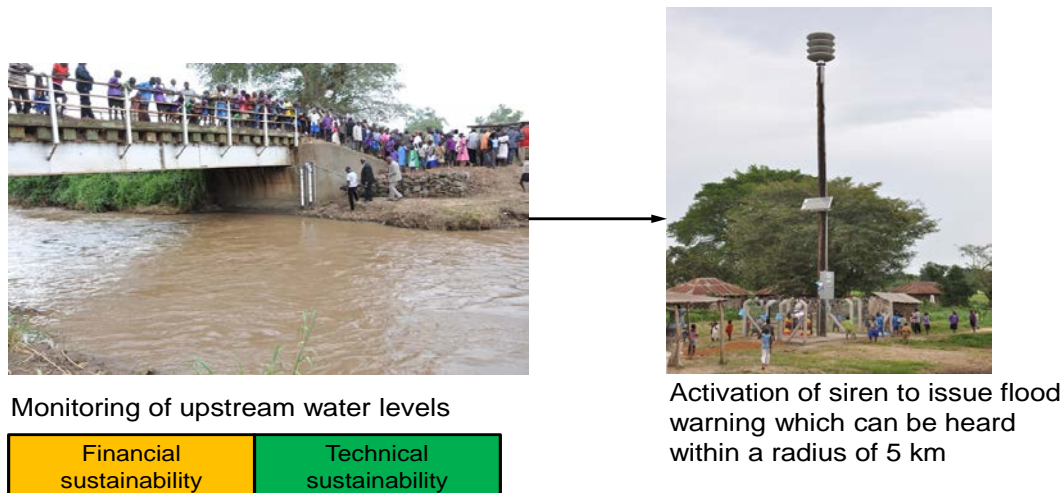 Monitoring of upstream water levels
Financial
sustainability
Technical
sustainability
Activation of siren to issue flood
warning which can be heard
within a radius of 5 km